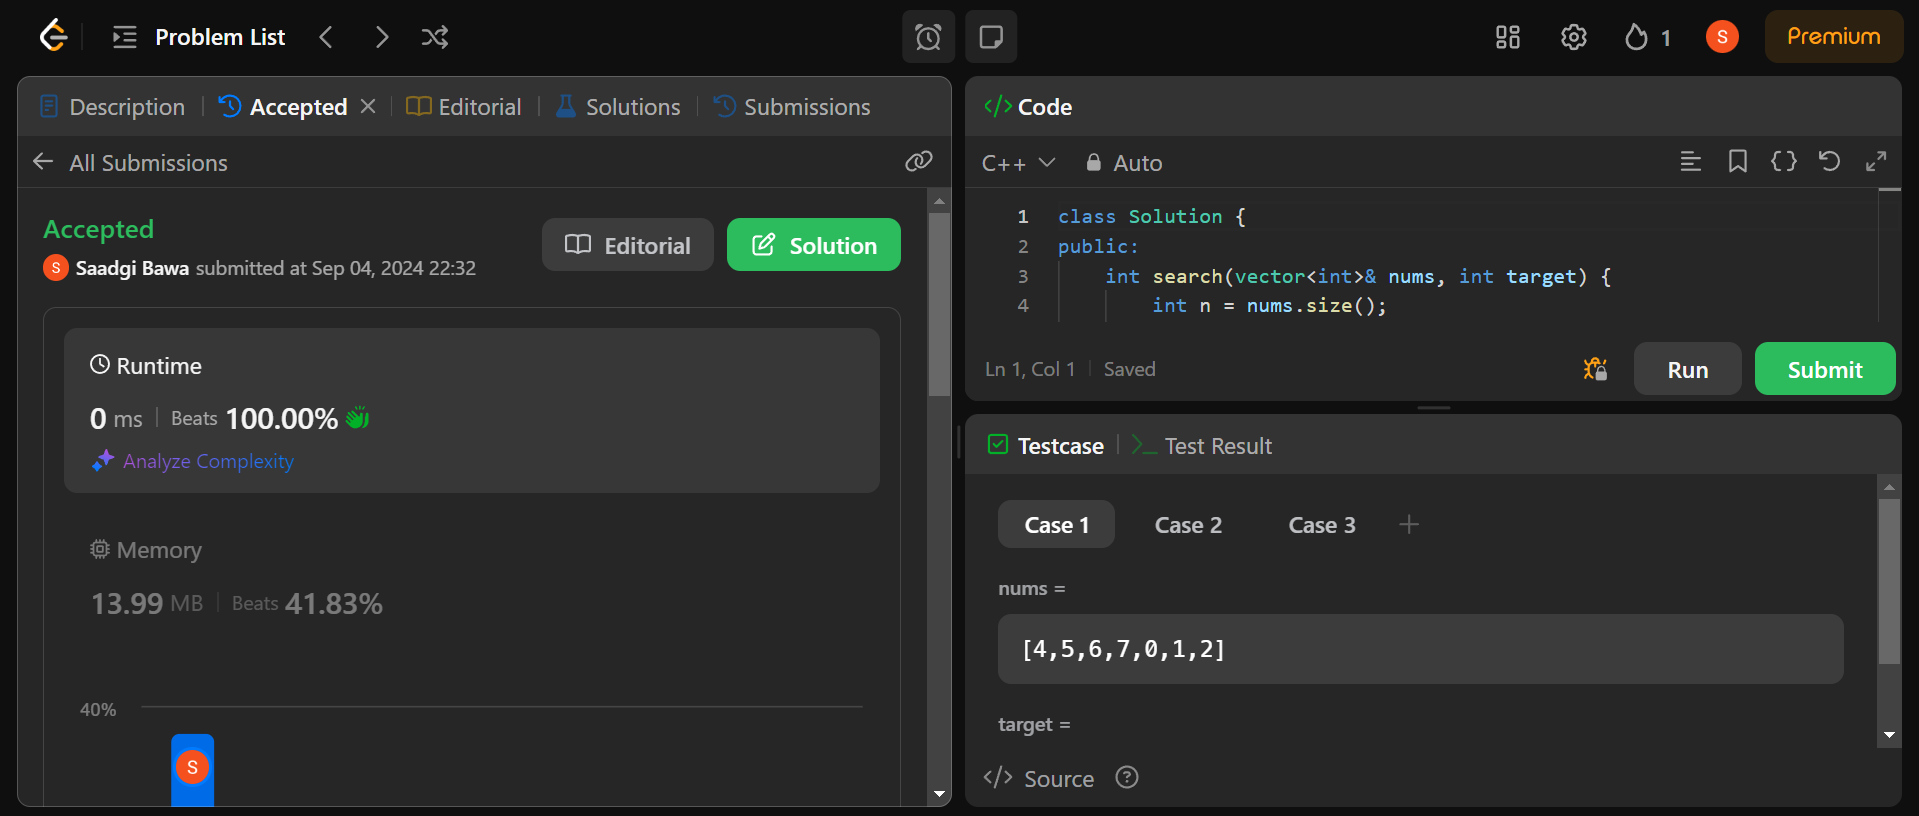 Problem List
1
S
Premium
Description
Accepted
Editorial
Solutions
Submissions
All Submissions
Accepted
Editorial
Solution
S Saadgi Bawa submitted at Sep 04, 2024 22:32
Runtime
0 ms
Beats 100.00%
Analyze Complexity
Memory
13.99 MB
Beats 41.83%
40%
S
</> Code
C++
Auto
1 class Solution {
2 public:
3 int search(vector<int>& nums, int target) {
4 int n = nums.size();
Ln 1, Col 1
Saved
Run
Submit
Testcase
>_ Test Result
Case 1
Case 2
Case 3
+
nums =
[4,5,6,7,0,1,2]
target =
</> Source ?